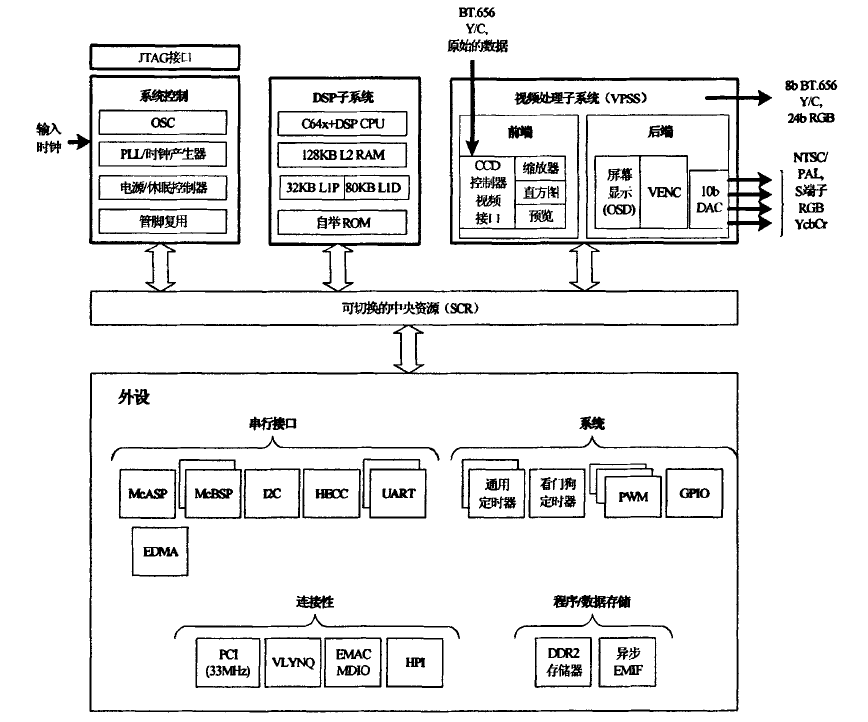 BT.656
Y/C,
原始的数据
JTAG接口
系统控制
OSC
PLL/时钟产生器
电源/休眠控制器
管脚复用
输入
时钟
DSP子系统
C64x+DSP CPU
128KB L2 RAM
32KB L1P
80KB L1D
自举 ROM
视频处理子系统（VPSS）
前端
CCD
控制器
视频
接口
缩放器
直方图
预览
后端
屏幕
显示
(OSD)
VENC
10b
DAC
8b BT.656
Y/C,
24b RGB
NTSC/
PAL,
S端子
RGB
YcbCr
可切换的中央资源（SCR）
外设
串行接口
McASP
McBSP
I2C
HECC
UART
EDMA
系统
通用
定时器
看门狗
定时器
PWM
GPIO
连接性
PCI
(33MHz)
VLYNQ
EMAC
MDIO
HPI
程序/数据存储
DDR2
存储器
异步
EMIF